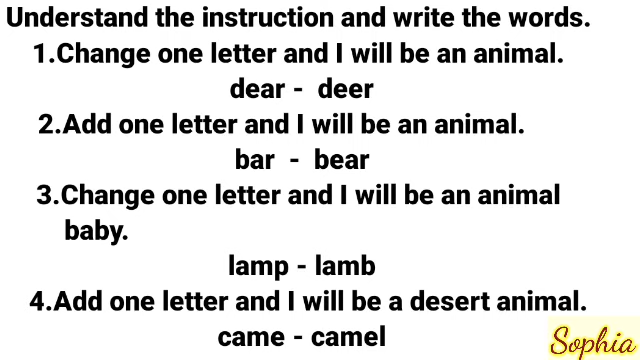 Understand the instruction and write the words.
1.Change one letter and I will be an animal.
dear - deer
2.Add one letter and I will be an animal.
bar - bear
3.Change one letter and I will be an animal
baby.
lamp - lamb
4.Add one letter and I will be a desert animal.
came - camel
Sophia